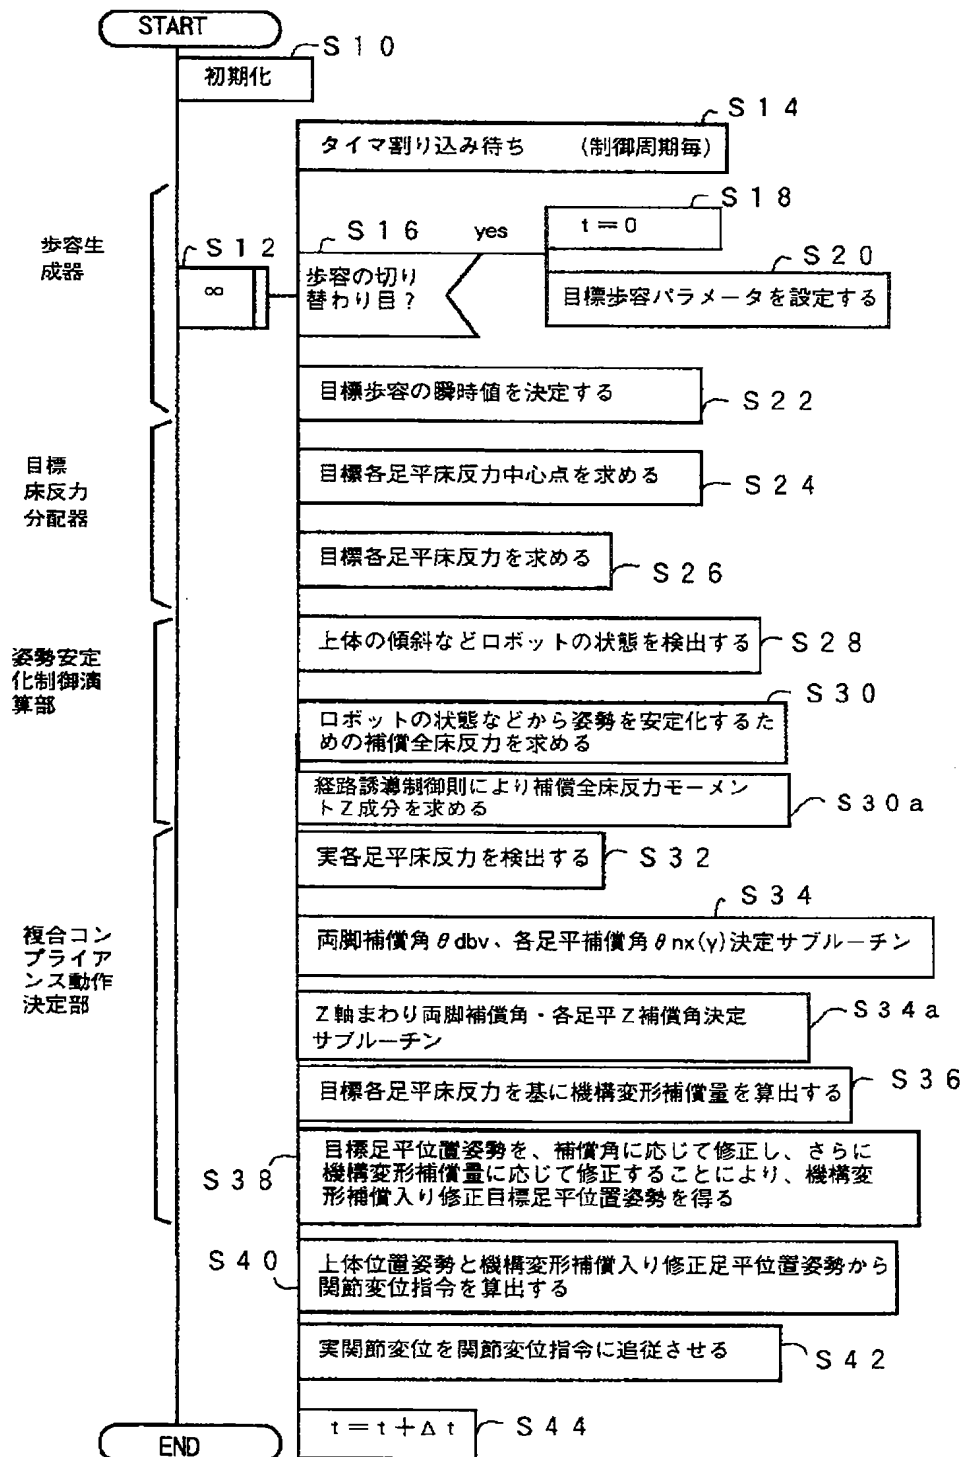 START
S10
初期化
S14
タイマ割り込み待ち (制御周期毎)
S18
t=0
S16
yes
歩容生
成器
S12
∞
歩容の切り
替わり目?
S20
目標歩容パラメータを設定する
目標歩容の瞬時値を決定する
S22
目標
床反力
分配器
目標各足平床反力中心点を求める
S24
目標各足平床反力を求める
S26
姿勢安定
化制御演
算部
上体の傾斜などロボットの状態を検出する
S28
S30
ロボットの状態などから姿勢を安定化するた
めの補償全床反力を求める
経路誘導制御則により補償全床反力モーメン
トZ成分を求める
S30a
実各足平床反力を検出する
S32
複合コン
プライア
ンス動作
決定部
S34
両脚補償角θdbv、各足平補償角θnx(y)決定サブルーチン
Z軸まわり両脚補償角・各足平Z補償角決定
サブルーチン
S34a
目標各足平床反力を基に機構変形補償量を算出する
S36
S38
目標足平位置姿勢を、補償角に応じて修正し、さらに
機構変形補償量に応じて修正することにより、機構変
形補償入り修正目標足平位置姿勢を得る
S40
上体位置姿勢と機構変形補償入り修正足平位置姿勢から
関節変位指令を算出する
実関節変位を関節変位指令に追従させる
S42
t=t+Δt
S44
END